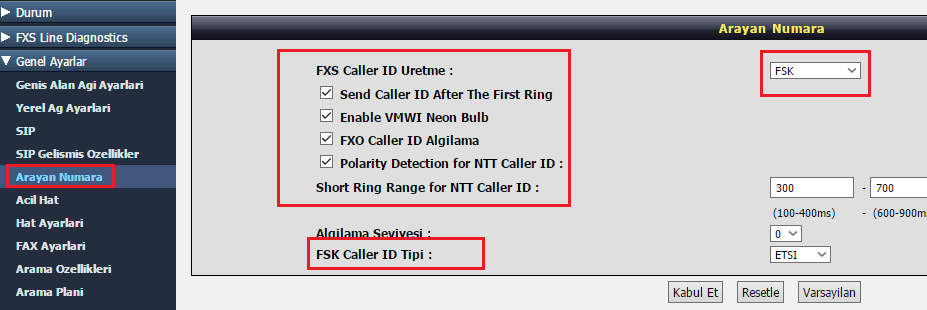 Durum
FXS Line Diagnostics
Genel Ayarlar
Genis Alan Agi Ayarlari
Yerel Ag Ayarlari
SIP
SIP Gelismis Ozellikler
Arayan Numara
Acil Hat
Hat Ayarlari
FAX Ayarlari
Arama Ozellikleri
Arama Plani
Arayan Numara
FXS Caller ID Uretme : FSK
Send Caller ID After The First Ring
Enable VMWI Neon Bulb
FXO Caller ID Algilama
Polarity Detection for NTT Caller ID :
Short Ring Range for NTT Caller ID : 300 - 700
(100-400ms) - (600-900m
Algilama Seviyesi : 0
FSK Caller ID Tipi : ETSI
Kabul Et Resetle Varsayilan